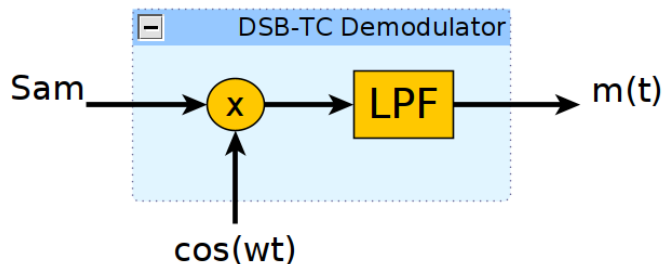 DSB-TC Demodulator
Sam
x
LPF
m(t)
cos(wt)